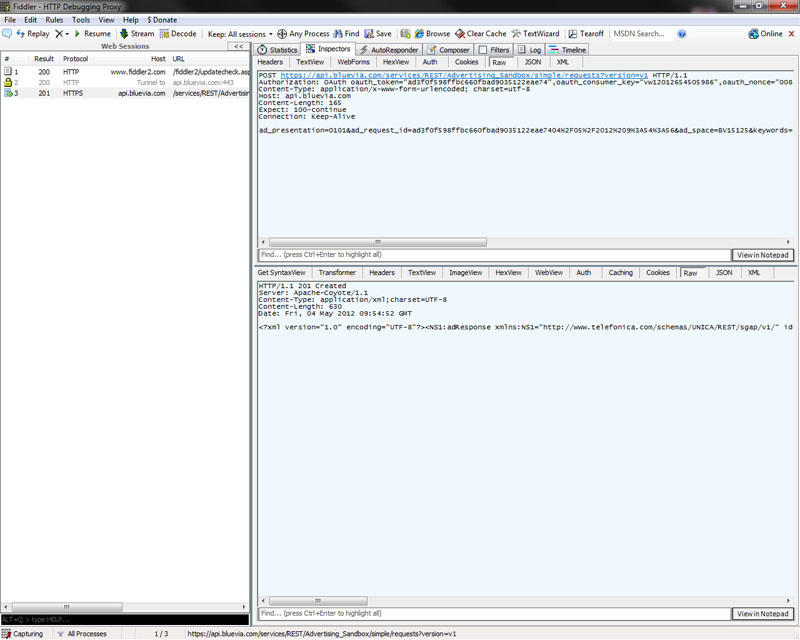 Fiddler - HTTP Debugging Proxy
File Edit Rules Tools View Help $ Donate
Replay Resume Stream Decode Keep: All sessions Any Process Find Save Browse Clear Cache TextWizard Tearoff MSDN Search... Online
Web Sessions <<
# Result Protocol Host URL
1 200 HTTP www.fiddler2.com /fiddler2/updatecheck.asp
2 200 HTTP Tunnel to api.bluevia.com:443
3 201 HTTPS api.bluevia.com /services/REST/Advertisin
Statistics Inspectors AutoResponder Composer Filters Log Timeline
Headers TextView WebForms HexView Auth Cookies Raw JSON XML
POST https://api.bluevia.com/services/REST/Advertising_Sandbox/simple/requests?version=v1 HTTP/1.1
Authorization: OAuth oauth_token="ad3f0f598ffbc660fbad9035122eae74",oauth_consumer_key="vw12012654505986",oauth_nonce="008
Content-Type: application/x-www-form-urlencoded; charset=utf-8
Host: api.bluevia.com
Content-Length: 165
Expect: 100-continue
Connection: Keep-Alive
ad_presentation=0101&ad_request_id=ad3f0f598ffbc660fbad9035122eae7404%2F05%2F2012%209%3A54%3A56&ad_space=BV15125&keywords=
Find... (press Ctrl+Enter to highlight all) View in Notepad
Get SyntaxView Transformer Headers TextView ImageView HexView WebView Auth Caching Cookies Raw JSON XML
HTTP/1.1 201 Created
Server: Apache-Coyote/1.1
Content-Type: application/xml;charset=UTF-8
Content-Length: 630
Date: Fri, 04 May 2012 09:54:52 GMT
<?xml version="1.0" encoding="UTF-8"?><NS1:adResponse xmlns:NS1="http://www.telefonica.com/schemas/UNICA/REST/sgap/v1/" id
Find... (press Ctrl+Enter to highlight all) View in Notepad
ALT+Q > type HELP...
Capturing All Processes 1 / 3 https://api.bluevia.com/services/REST/Advertising_Sandbox/simple/requests?version=v1